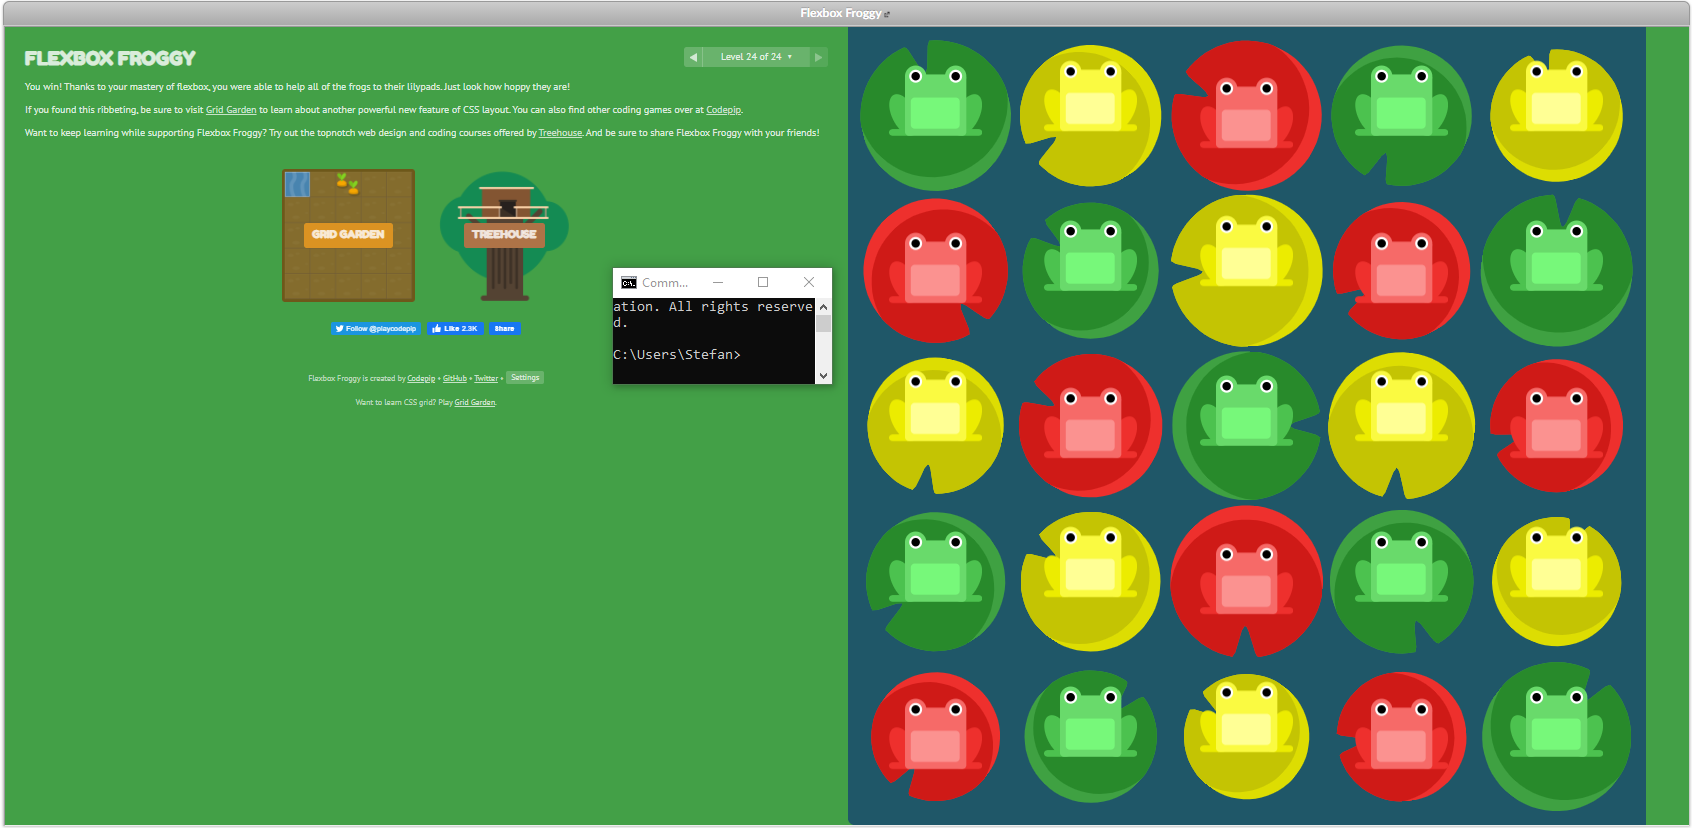 Flexbox Froggy
FLEXBOX FROGGY
Level 24 of 24
You win! Thanks to your mastery of flexbox, you were able to help all of the frogs to their lilypads. Just look how hoppy they are!
If you found this ribbeting, be sure to visit Grid Garden to learn about another powerful new feature of CSS layout. You can also find other coding games over at Codepip.
Want to keep learning while supporting Flexbox Froggy? Try out the topnotch web design and coding courses offered by Treehouse. And be sure to share Flexbox Froggy with your friends!
GRID GARDEN
TREEHOUSE
Follow @playcodepip
Like 2.3K
Share
Flexbox Froggy is created by Codepip • GitHub • Twitter • Settings
Want to learn CSS grid? Play Grid Garden.
C:\.
Comm...
ation. All rights reserve
d.
C:\Users\Stefan>